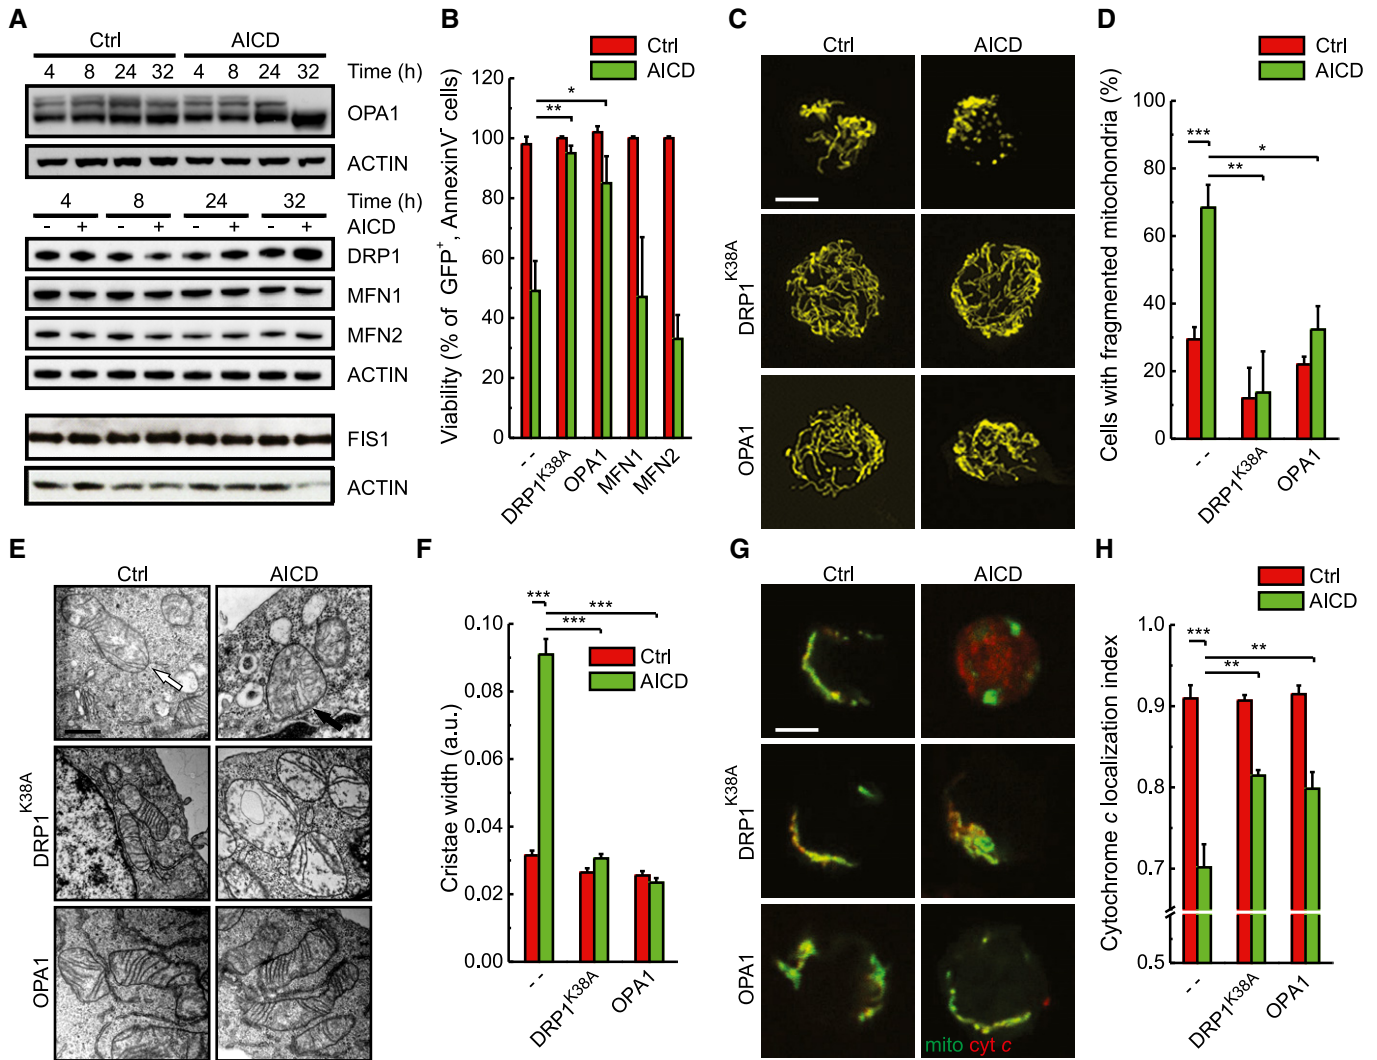 A
Ctrl AICD
4 8 24 32 4 8 24 32 Time (h)
OPA1
ACTIN
4 8 24 32 Time (h)
- + - + - + - + AICD
DRP1
MFN1
MFN2
ACTIN
FIS1
ACTIN
B
Ctrl
AICD
Viability (% of GFP⁺, AnnexinV⁻ cells)
120
100
80
60
40
20
0
*
**
- -
DRP1ᴷ³⁸ᴬ
OPA1
MFN1
MFN2
C
Ctrl AICD
DRP1ᴷ³⁸ᴬ
OPA1
D
Ctrl
AICD
Cells with fragmented mitochondria (%)
100
80
60
40
20
0
***
*
**
- -
DRP1ᴷ³⁸ᴬ
OPA1
E
Ctrl AICD
DRP1ᴷ³⁸ᴬ
OPA1
F
Ctrl
AICD
Cristae width (a.u.)
0.10
0.08
0.06
0.04
0.02
0.00
***
***
***
- -
DRP1ᴷ³⁸ᴬ
OPA1
G
Ctrl AICD
DRP1ᴷ³⁸ᴬ
OPA1
mito cyt c
H
Ctrl
AICD
Cytochrome c localization index
1.0
0.9
0.8
0.7
0.5
***
**
**
- -
DRP1ᴷ³⁸ᴬ
OPA1